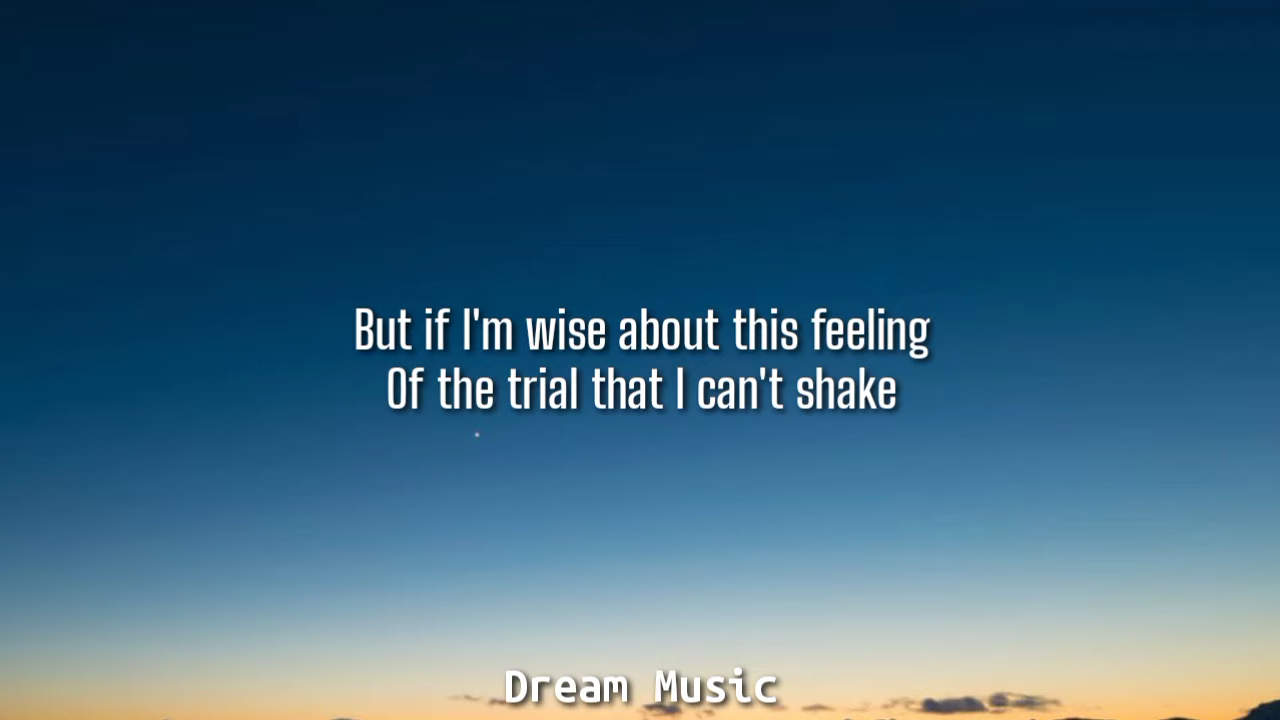 But if I'm wise about this feeling
Of the trial that I can't shake
Dream Music